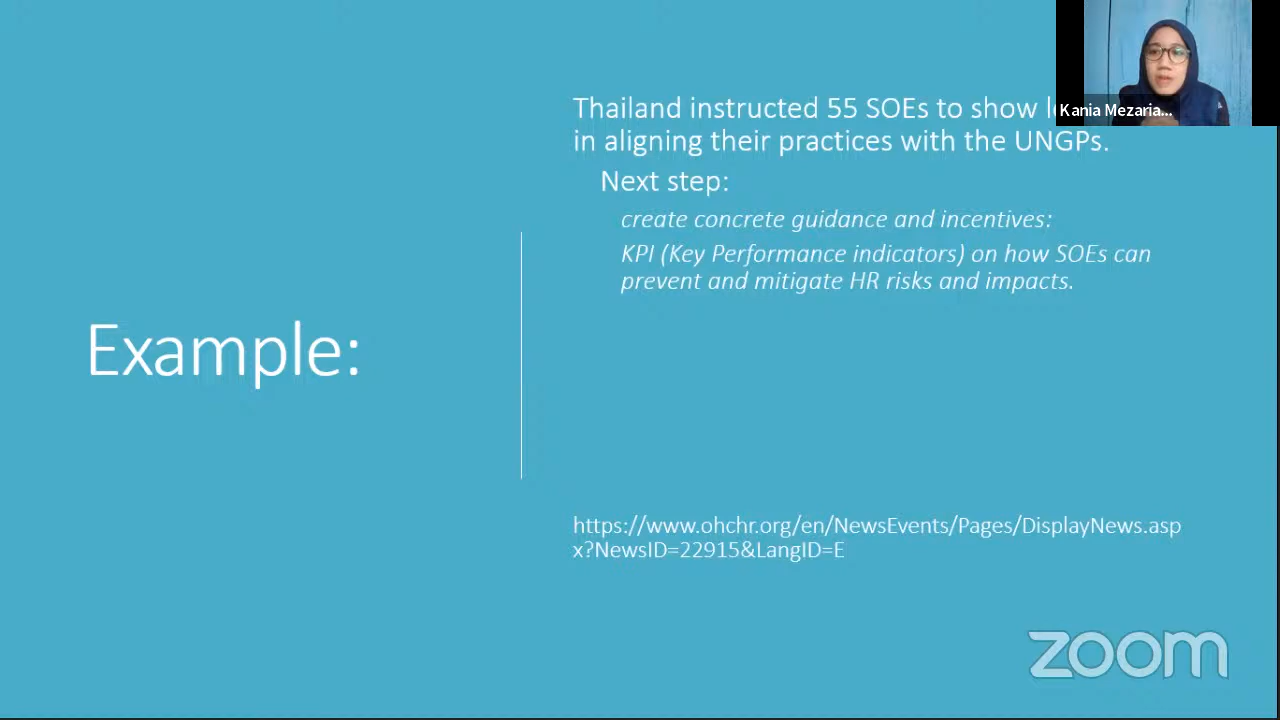 Thailand instructed 55 SOEs to show
Kania Mezaria...
in aligning their practices with the UNGPs.
Next step:
create concrete guidance and incentives:
KPI (Key Performance indicators) on how SOEs can
prevent and mitigate HR risks and impacts.
Example:
https://www.ohchr.org/en/NewsEvents/Pages/DisplayNews.asp
x?NewsID=22915&LangID=E
zoom